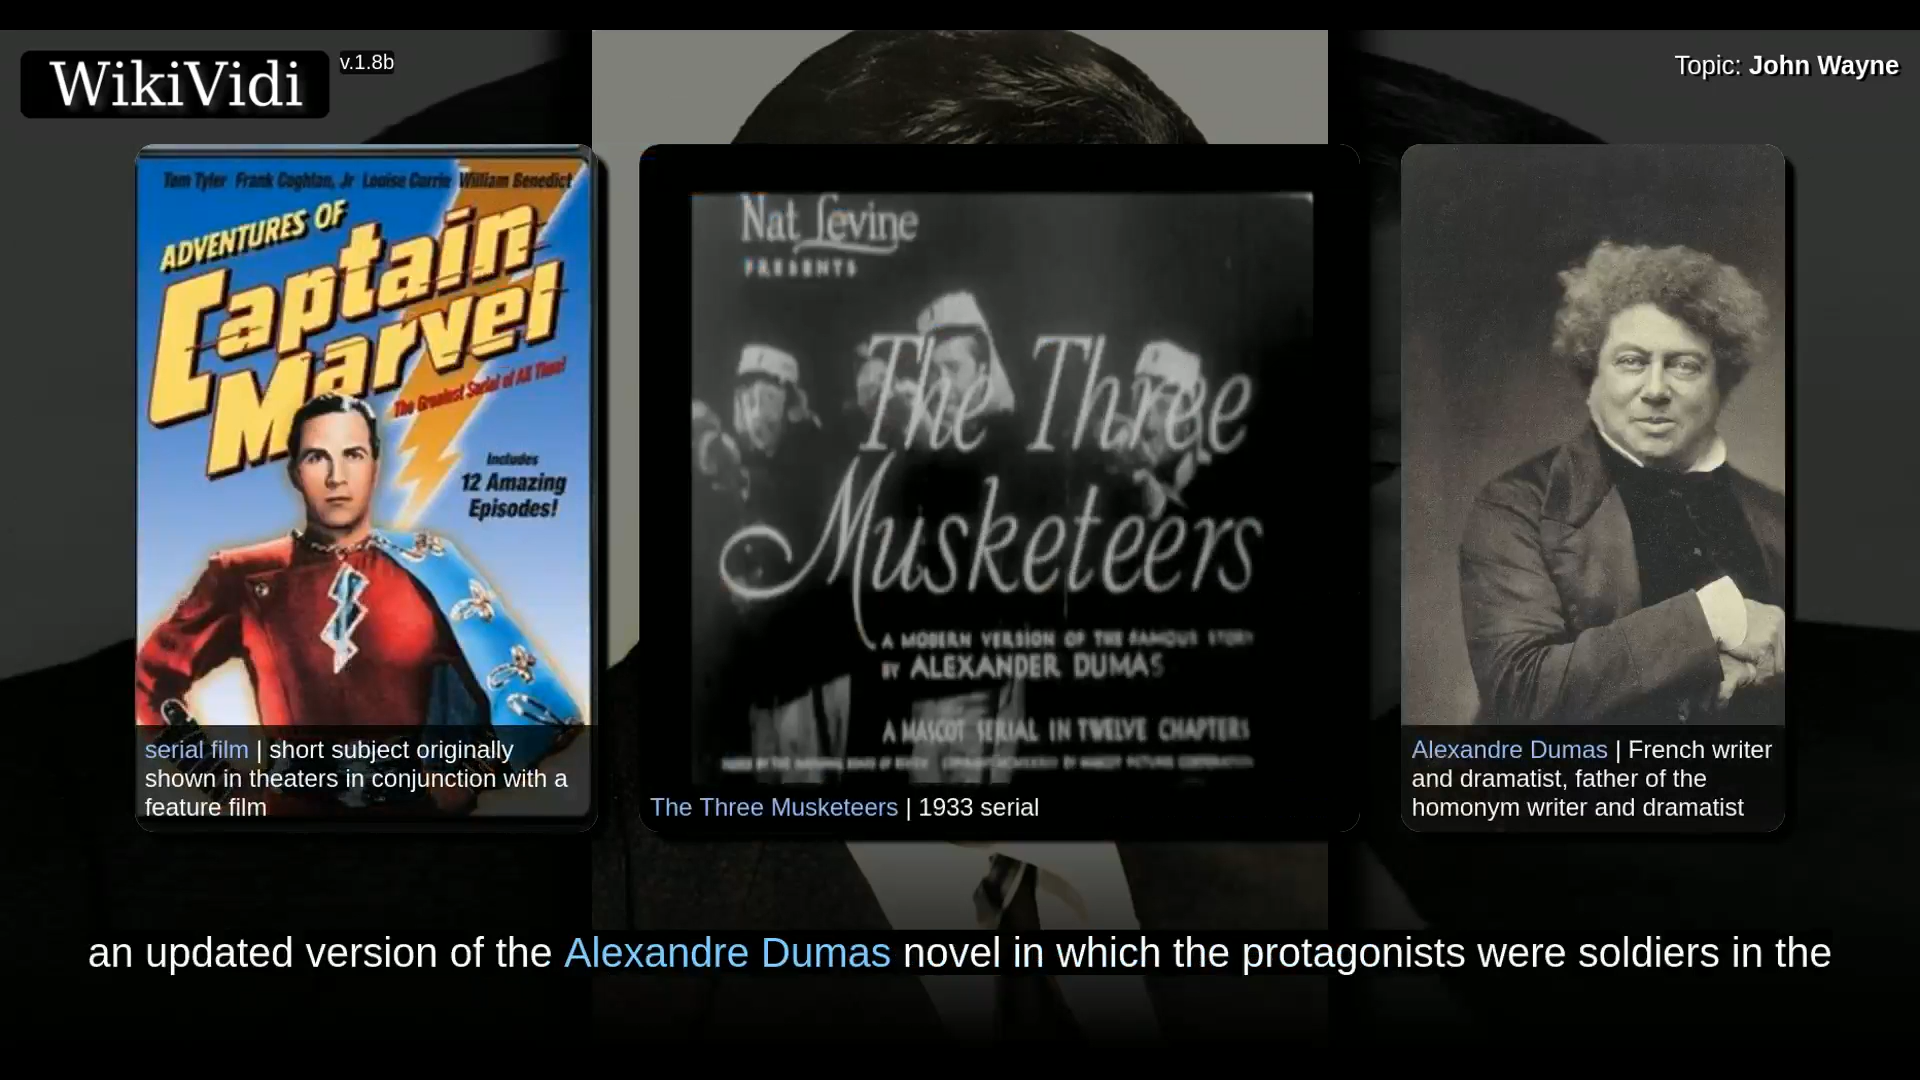 WikiVidi
v.1.8b
Topic: John Wayne
Tom Tyler Frank Coghlan, Jr Louise Currie William Benedict
ADVENTURES OF
Captain
Marvel
The Greatest Serial of All Time!
Includes
12 Amazing
Episodes!
serial film | short subject originally
shown in theaters in conjunction with a
feature film
Nat Levine
PRESENTS
The Three
Musketeers
A MODERN VERSION OF THE FAMOUS STORY
BY ALEXANDER DUMAS
A MASCOT SERIAL IN TWELVE CHAPTERS
The Three Musketeers | 1933 serial
Alexandre Dumas | French writer
and dramatist, father of the
homonym writer and dramatist
an updated version of the Alexandre Dumas novel in which the protagonists were soldiers in the